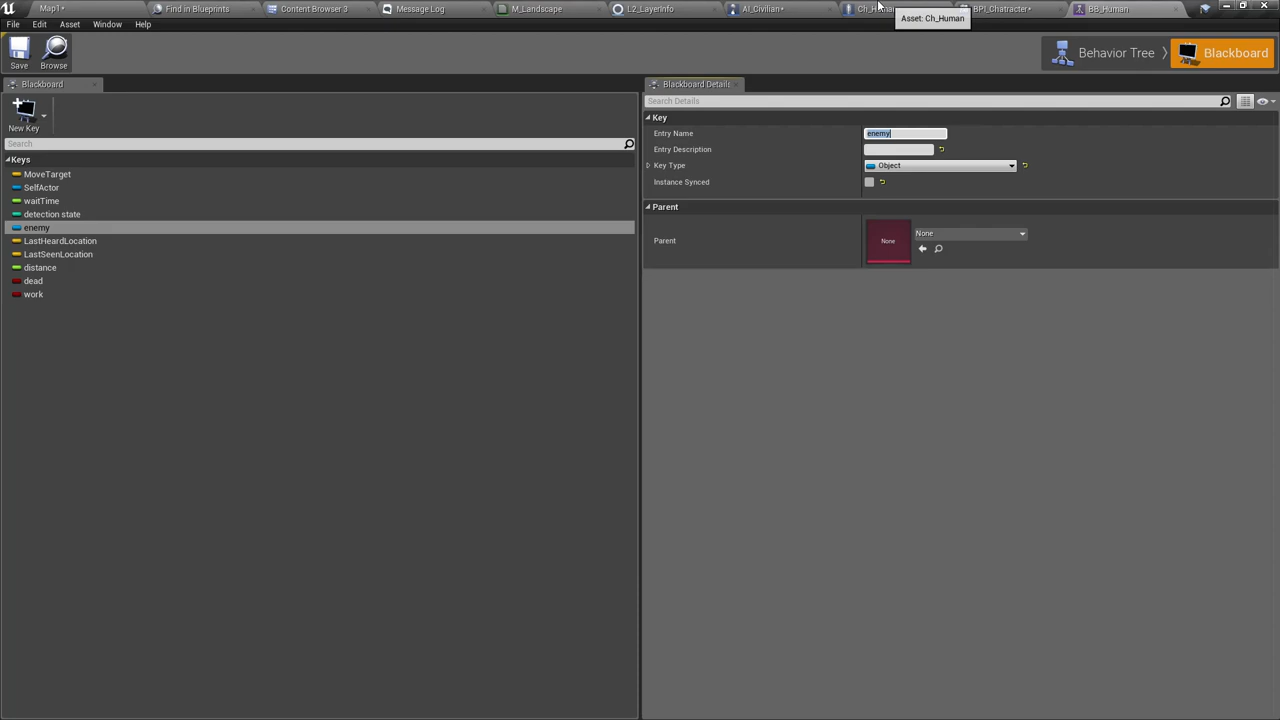 Map1•
Find in Blueprints
Content Browser 3
Message Log
M_Landscape
L2_LayerInfo
AI_Civilian•
BPI_Chatracter•
BB_Human
Asset: Ch_Human
File
Edit
Asset
Window
Help
Save
Browse
Behavior Tree
Blackboard
Blackboard
New Key
Search
Keys
MoveTarget
SelfActor
waitTime
detection state
enemy
LastHeardLocation
LastSeenLocation
distance
dead
work
Blackboard Details
Search Details
Key
Entry Name
enemy
Entry Description
Key Type
Object
Instance Synced
Parent
Parent
None
None